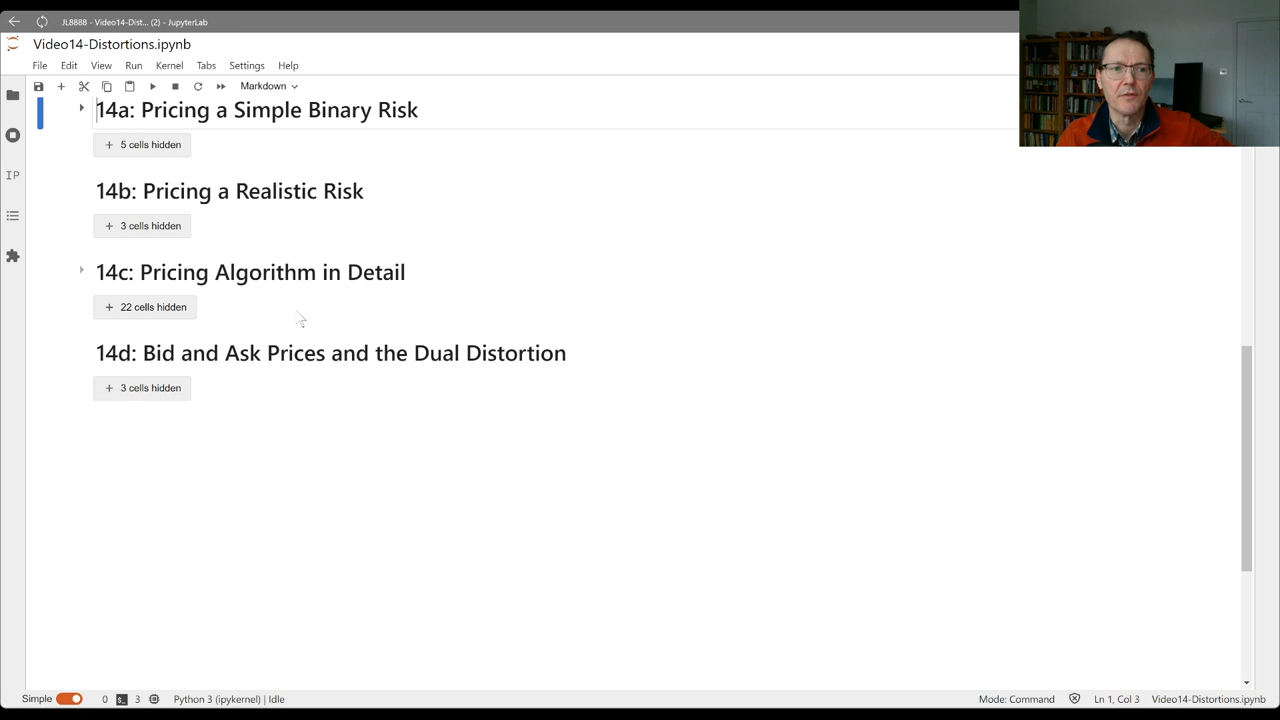 JL8888 - Video14-Dist... (2) - JupyterLab
Video14-Distortions.ipynb
File Edit View Run Kernel Tabs Settings Help
Markdown
14a: Pricing a Simple Binary Risk
+ 5 cells hidden
14b: Pricing a Realistic Risk
+ 3 cells hidden
IP
14c: Pricing Algorithm in Detail
+ 22 cells hidden
14d: Bid and Ask Prices and the Dual Distortion
+ 3 cells hidden
Simple 0 3 Python 3 (ipykernel) | Idle Mode: Command Ln 1, Col 3 Video14-Distortions.ipynb